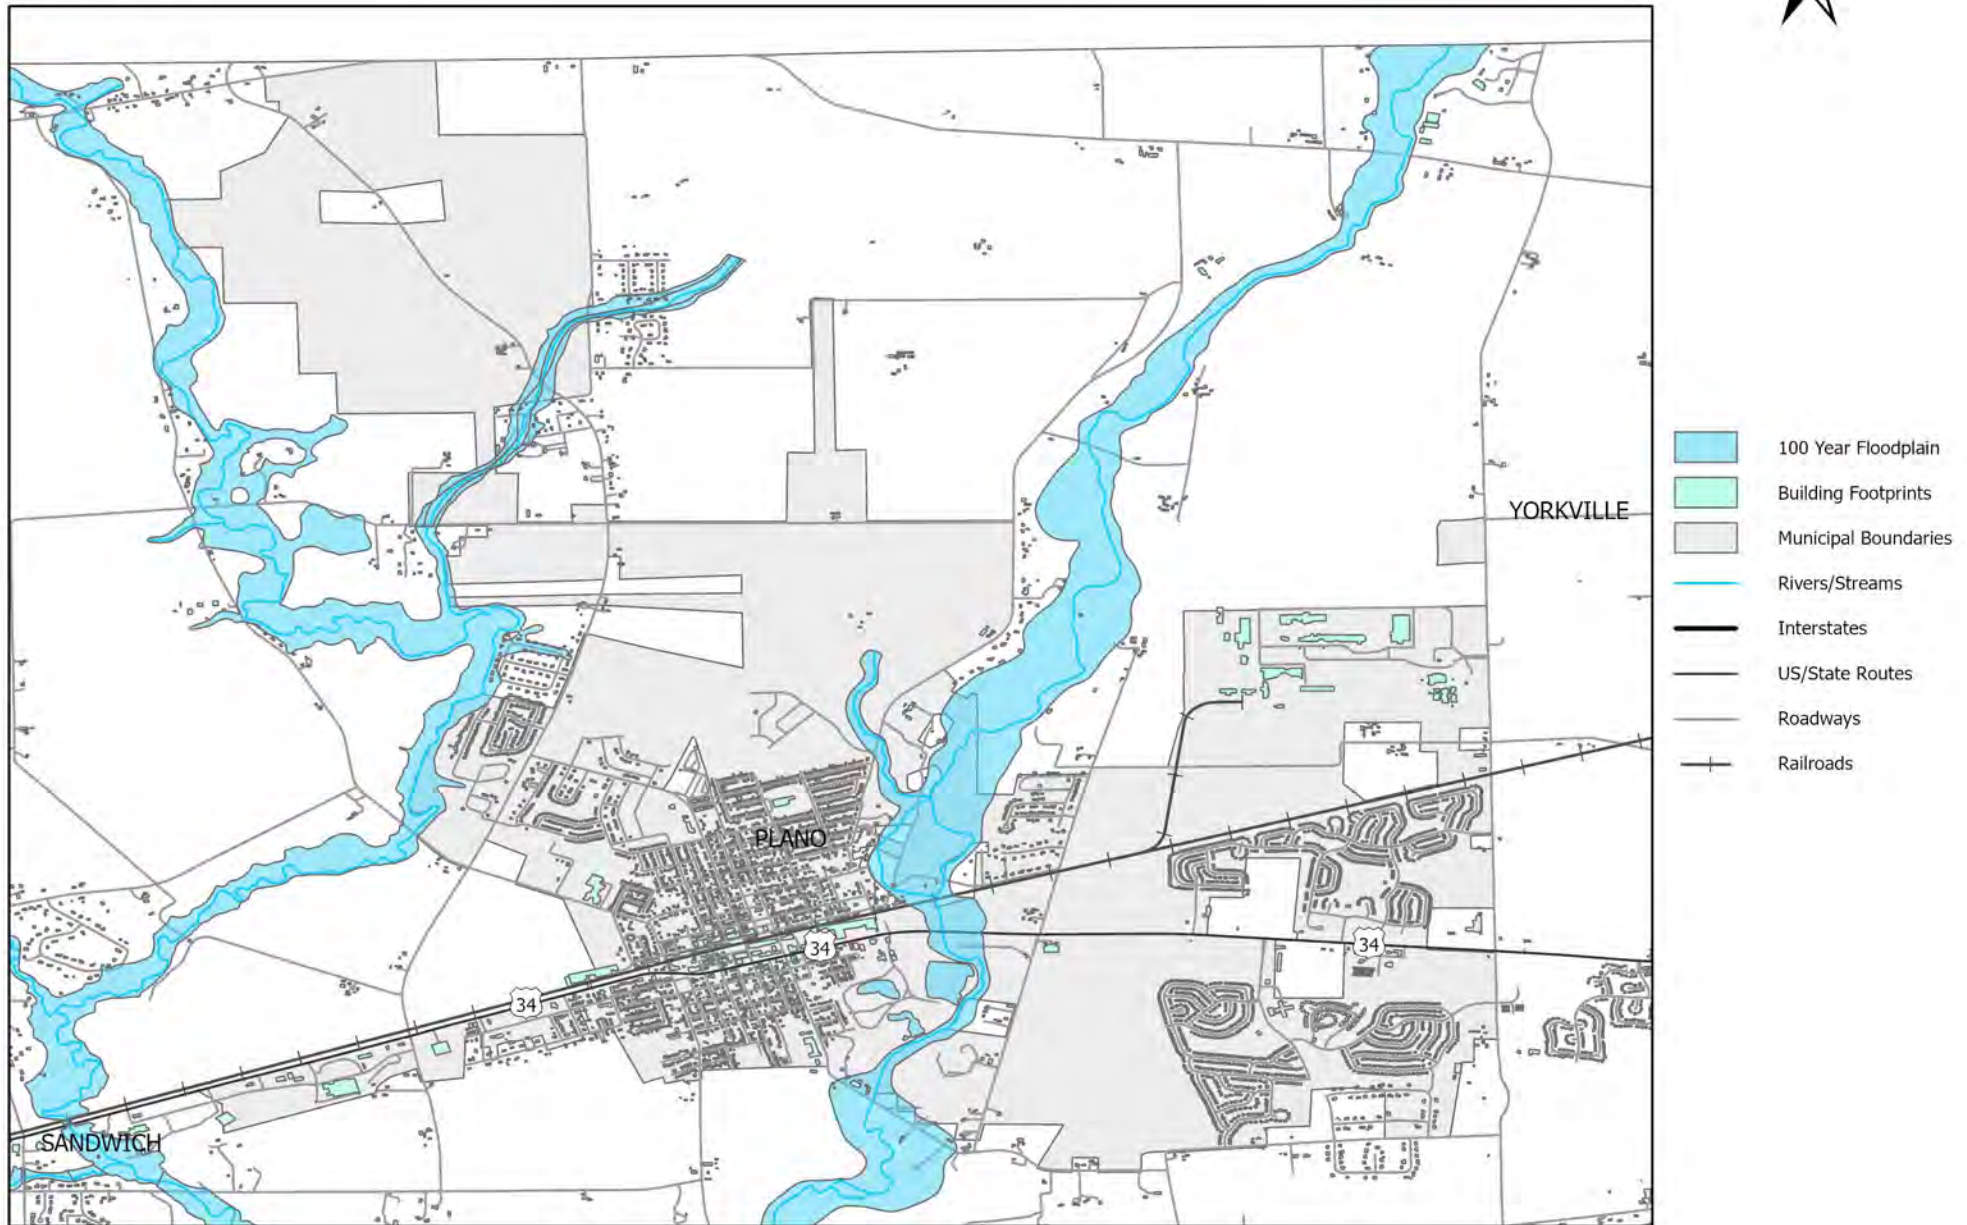 YORKVILLE
PLANO
34
34
34
SANDWICH
100 Year Floodplain
Building Footprints
Municipal Boundaries
Rivers/Streams
Interstates
US/State Routes
Roadways
Railroads